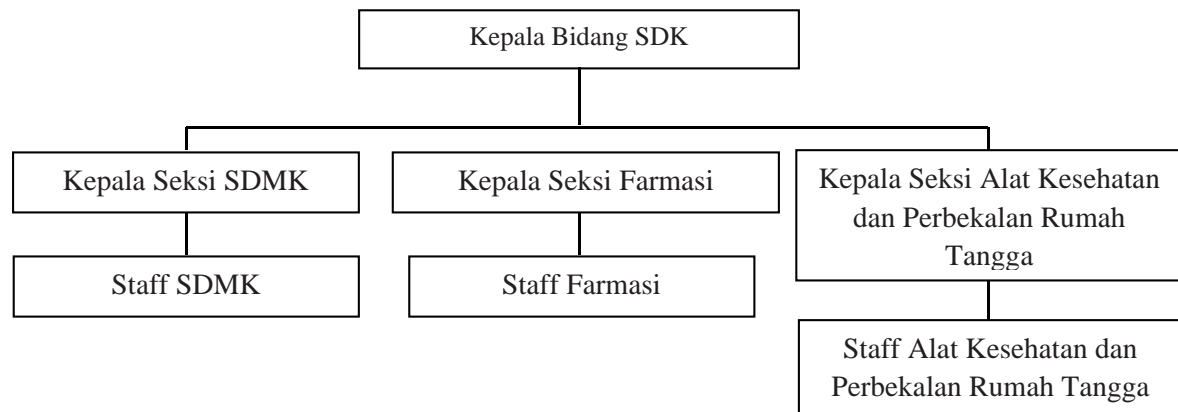 Kepala Bidang SDK
Kepala Seksi SDMK
Kepala Seksi Farmasi
Kepala Seksi Alat Kesehatan
dan Perbekalan Rumah
Tangga
Staff SDMK
Staff Farmasi
Staff Alat Kesehatan dan
Perbekalan Rumah Tangga